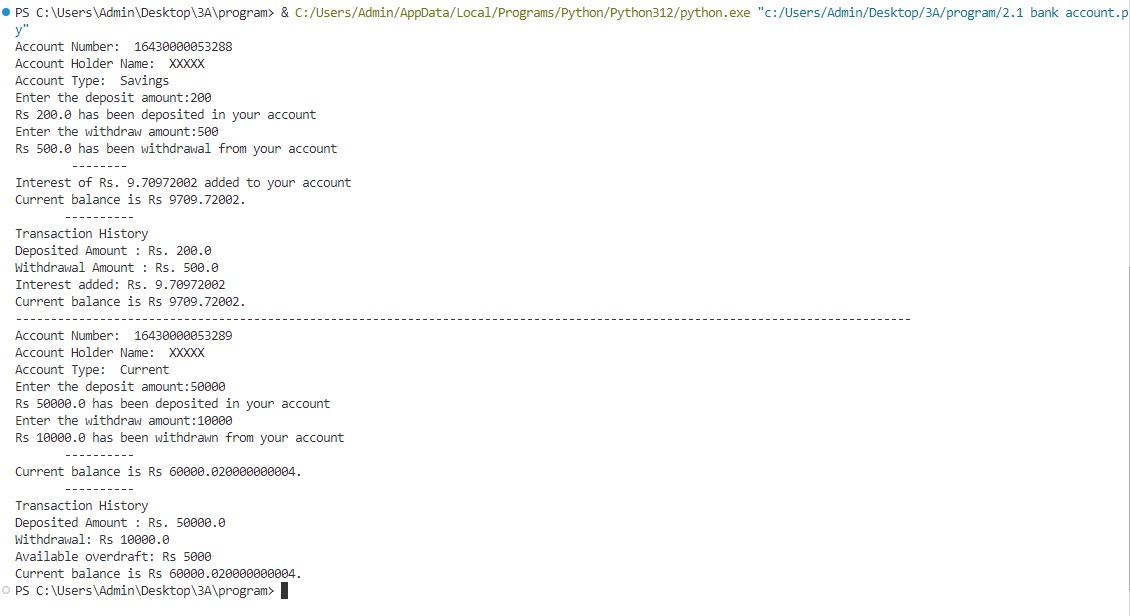 PS C:\Users\Admin\Desktop\3A\program> & C:/Users/Admin/AppData/Local/Programs/Python/Python312/python.exe "c:/Users/Admin/Desktop/3A/program/2.1 bank account.p
y"
Account Number:  16430000053288
Account Holder Name:  XXXXX
Account Type:  Savings
Enter the deposit amount:200
Rs 200.0 has been deposited in your account
Enter the withdraw amount:500
Rs 500.0 has been withdrawal from your account
        --------
Interest of Rs. 9.70972002 added to your account
Current balance is Rs 9709.72002.
       ----------
Transaction History
Deposited Amount : Rs. 200.0
Withdrawal Amount : Rs. 500.0
Interest added: Rs. 9.70972002
Current balance is Rs 9709.72002.
--------------------------------------------------------------------------------------------------------------------------------
Account Number:  16430000053289
Account Holder Name:  XXXXX
Account Type:  Current
Enter the deposit amount:50000
Rs 50000.0 has been deposited in your account
Enter the withdraw amount:10000
Rs 10000.0 has been withdrawn from your account
       ----------
Current balance is Rs 60000.020000000004.
       ----------
Transaction History
Deposited Amount : Rs. 50000.0
Withdrawal: Rs 10000.0
Available overdraft: Rs 5000
Current balance is Rs 60000.020000000004.
PS C:\Users\Admin\Desktop\3A\program>